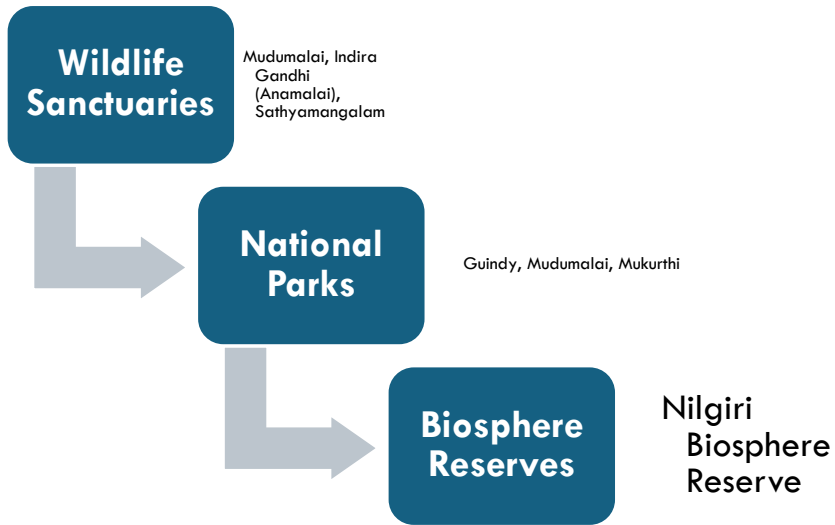 Wildlife
Sanctuaries
Mudumalai, Indira
Gandhi
(Anamalai),
Sathyamangalam
National
Parks
Guindy, Mudumalai, Mukurthi
Biosphere
Reserves
Nilgiri
Biosphere
Reserve